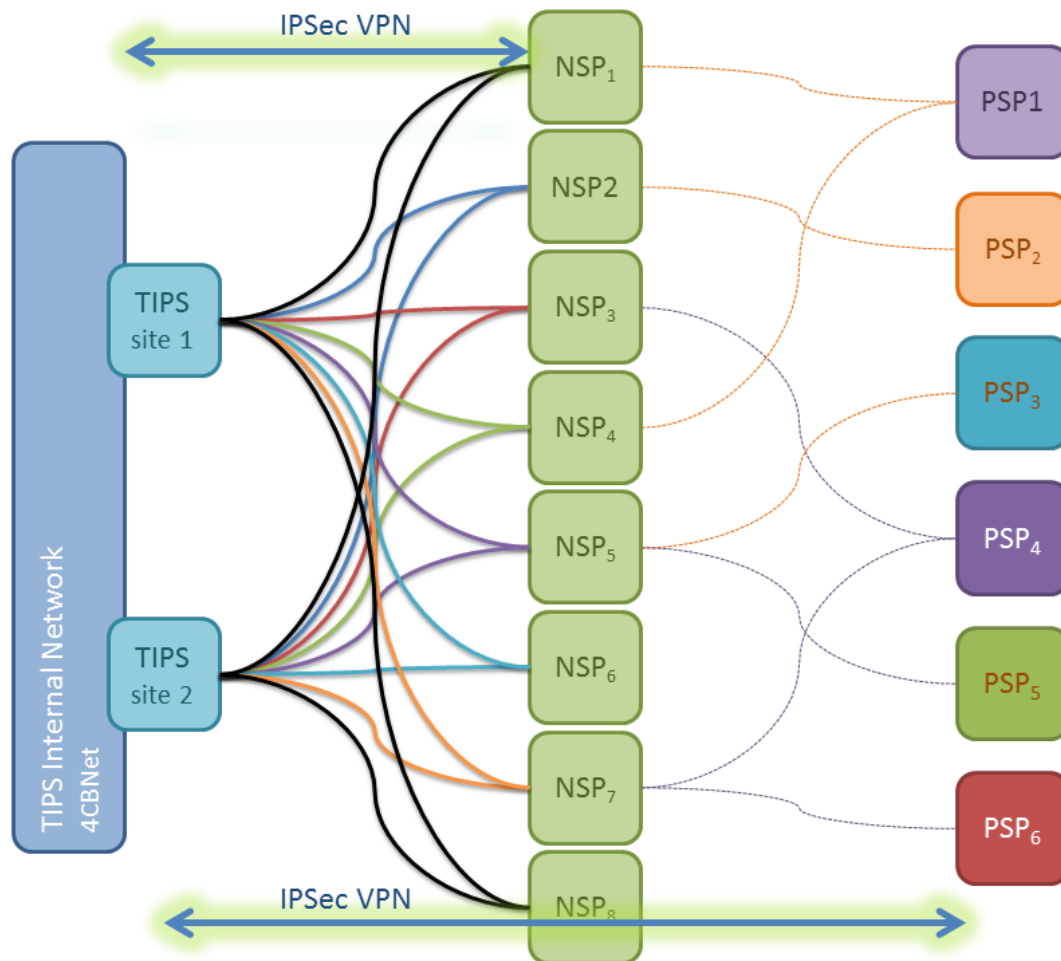 IPSec VPN
NSP₁
NSP2
NSP₃
NSP₄
NSP₅
NSP₆
NSP₇
NSP₈
PSP1
PSP₂
PSP₃
PSP₄
PSP₅
PSP₆
TIPS
site 1
TIPS
site 2
TIPS Internal Network
4CBNet
IPSec VPN